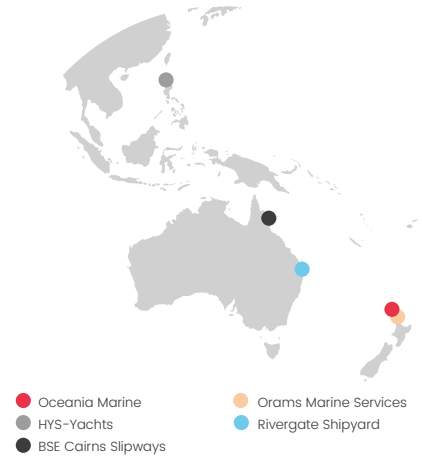 Oceania Marine
HYS-Yachts
BSE Cairns Slipways
Orams Marine Services
Rivergate Shipyard